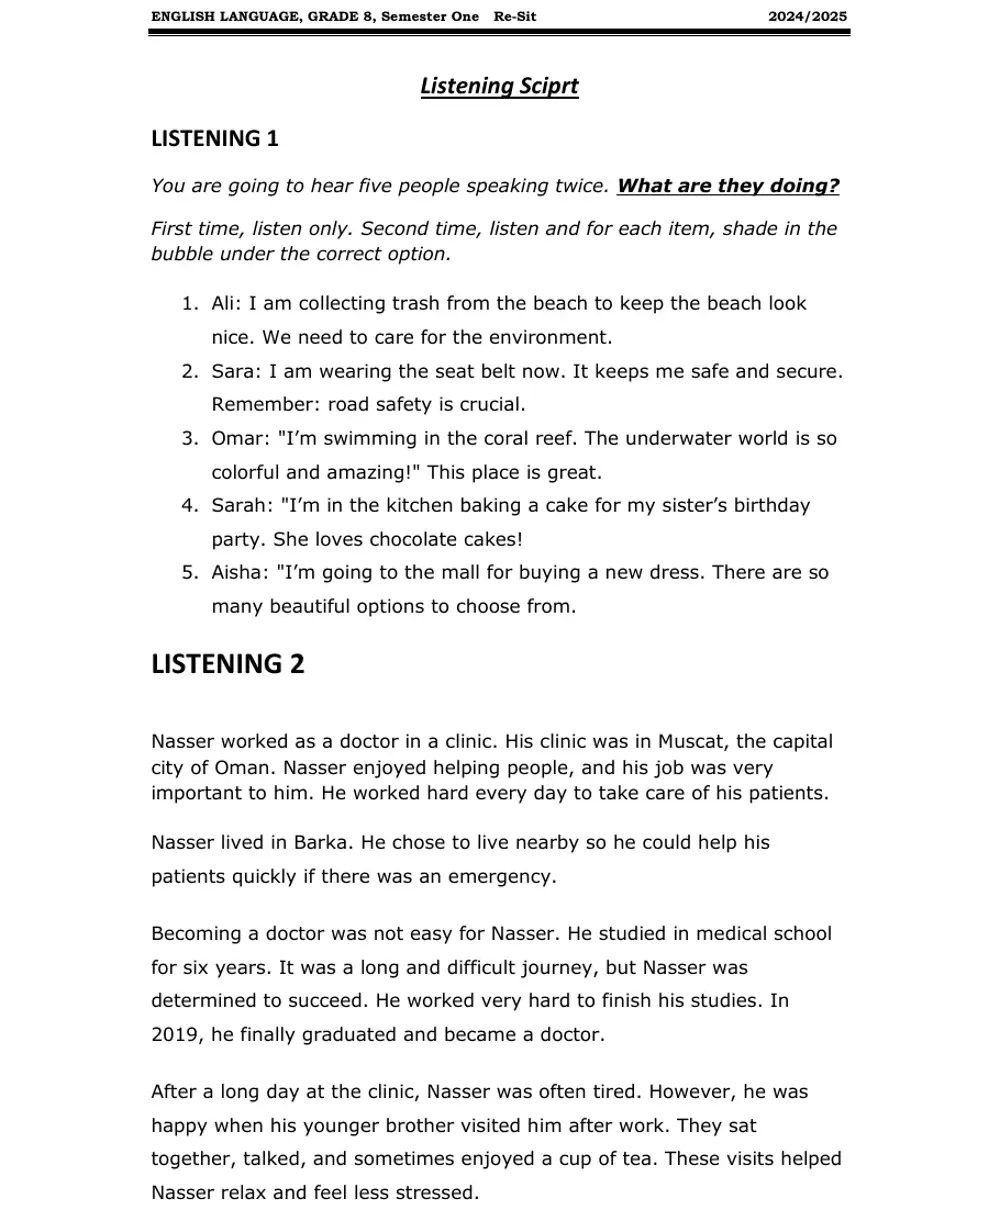 ENGLISH LANGUAGE, GRADE 8, Semester One Re-Sit 2024/2025
Listening Sciprt
LISTENING 1
You are going to hear five people speaking twice. What are they doing?
First time, listen only. Second time, listen and for each item, shade in the
bubble under the correct option.
1. Ali: I am collecting trash from the beach to keep the beach look
nice. We need to care for the environment.
2. Sara: I am wearing the seat belt now. It keeps me safe and secure.
Remember: road safety is crucial.
3. Omar: "I’m swimming in the coral reef. The underwater world is so
colorful and amazing!" This place is great.
4. Sarah: "I’m in the kitchen baking a cake for my sister’s birthday
party. She loves chocolate cakes!
5. Aisha: "I’m going to the mall for buying a new dress. There are so
many beautiful options to choose from.
LISTENING 2
Nasser worked as a doctor in a clinic. His clinic was in Muscat, the capital
city of Oman. Nasser enjoyed helping people, and his job was very
important to him. He worked hard every day to take care of his patients.
Nasser lived in Barka. He chose to live nearby so he could help his
patients quickly if there was an emergency.
Becoming a doctor was not easy for Nasser. He studied in medical school
for six years. It was a long and difficult journey, but Nasser was
determined to succeed. He worked very hard to finish his studies. In
2019, he finally graduated and became a doctor.
After a long day at the clinic, Nasser was often tired. However, he was
happy when his younger brother visited him after work. They sat
together, talked, and sometimes enjoyed a cup of tea. These visits helped
Nasser relax and feel less stressed.